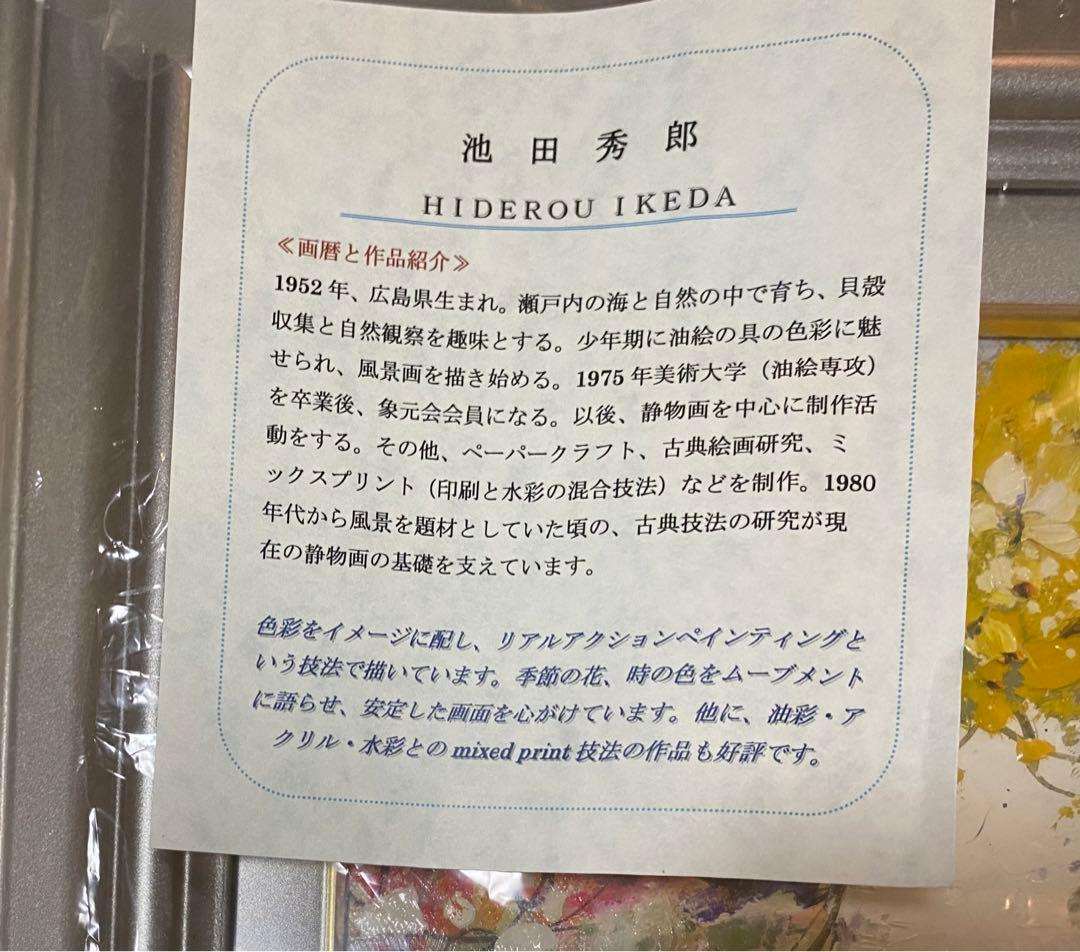 池田秀郎
HIDEROU IKEDA
≪画暦と作品紹介≫
1952年、広島県生まれ。瀬戸内の海と自然の中で育ち、貝殻
収集と自然観察を趣味とする。少年期に油絵の具の色彩に魅
せられ、風景画を描き始める。1975年美術大学（油絵専攻）
を卒業後、象元会会員になる。以後、静物画を中心に制作活
動をする。その他、ペーパークラフト、古典絵画研究、ミ
ックスプリント（印刷と水彩の混合技法）などを制作。1980
年代から風景を題材としていた頃の、古典技法の研究が現
在の静物画の基礎を支えています。
色彩をイメージに配し、リアルアクションペインティングと
いう技法で描いています。季節の花、時の色をムーブメント
に語らせ、安定した画面を心がけています。他に、油彩・ア
クリル・水彩とのmixed print技法の作品も好評です。